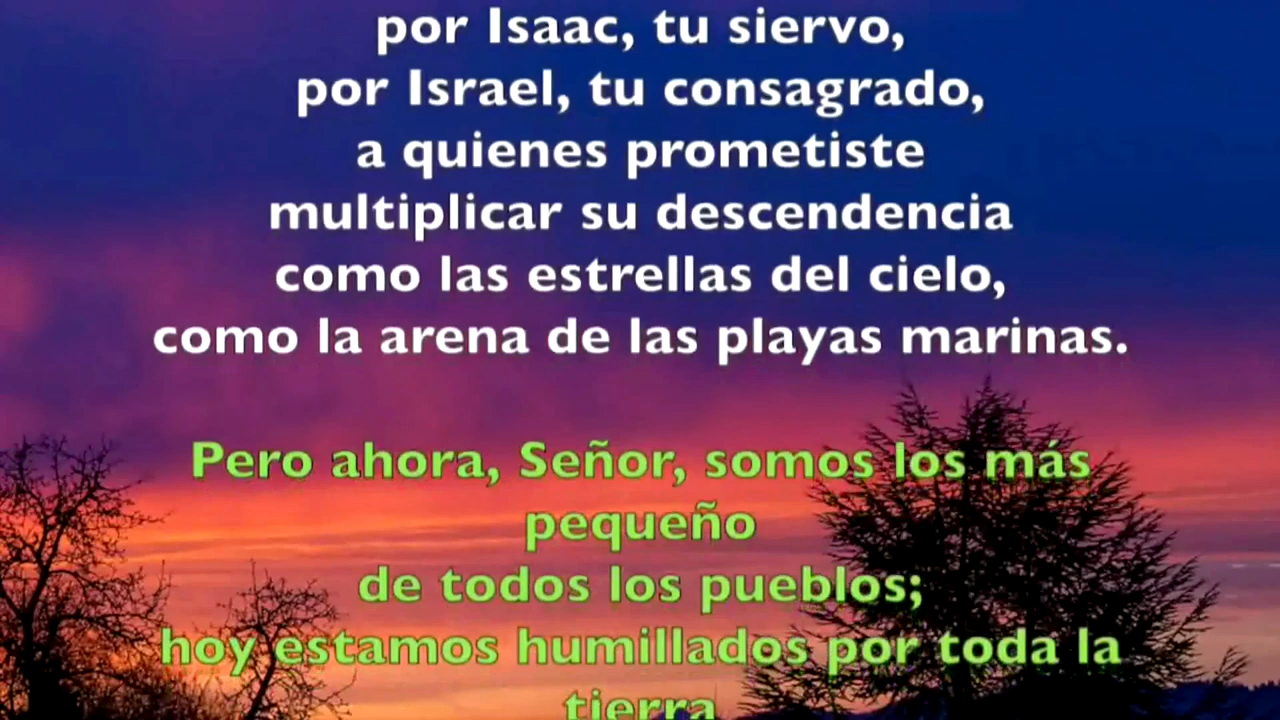 por Isaac, tu siervo,
por Israel, tu consagrado,
a quienes prometiste
multiplicar su descendencia
como las estrellas del cielo,
como la arena de las playas marinas.
Pero ahora, Señor, somos los más
pequeño
de todos los pueblos;
hoy estamos humillados por toda la
tierra